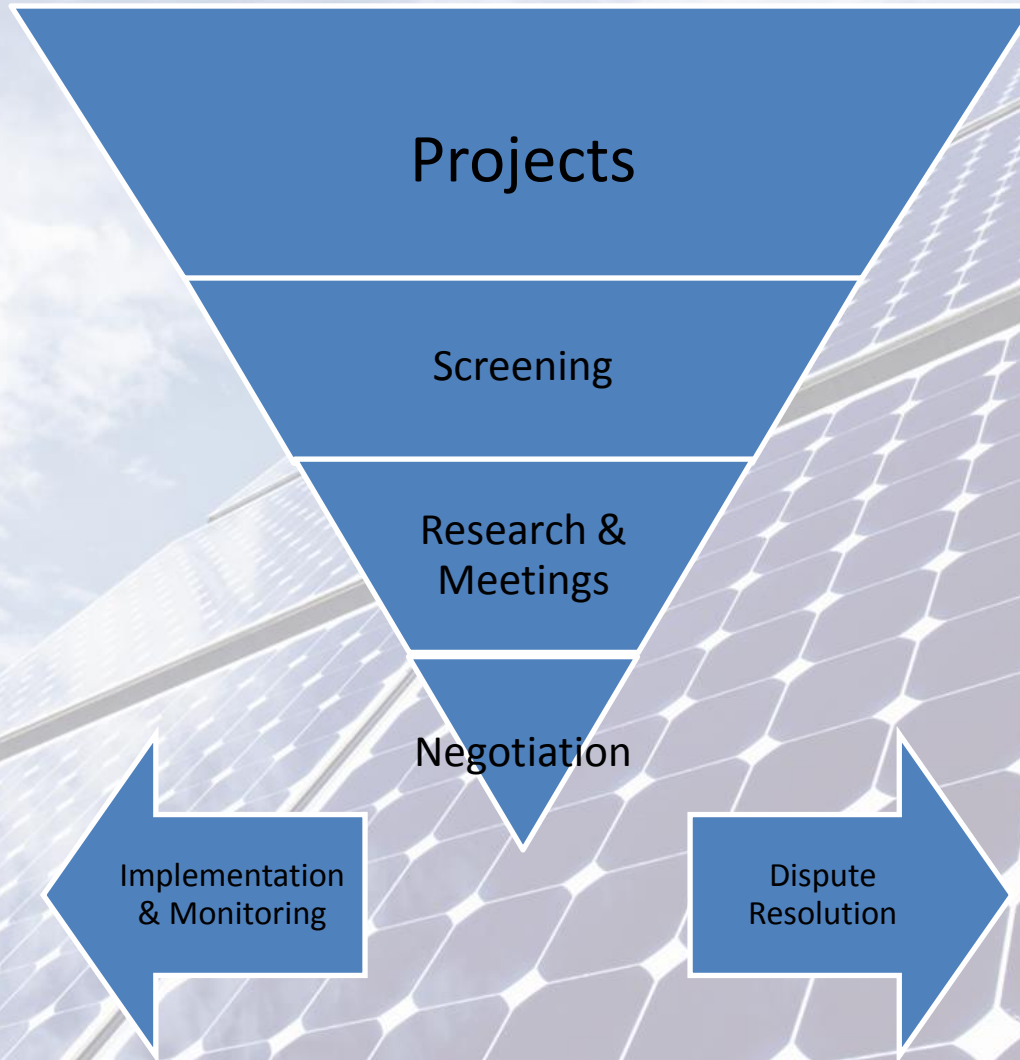 Projects
Screening
Research &
Meetings
Negotiation
Implementation
& Monitoring
Dispute
Resolution